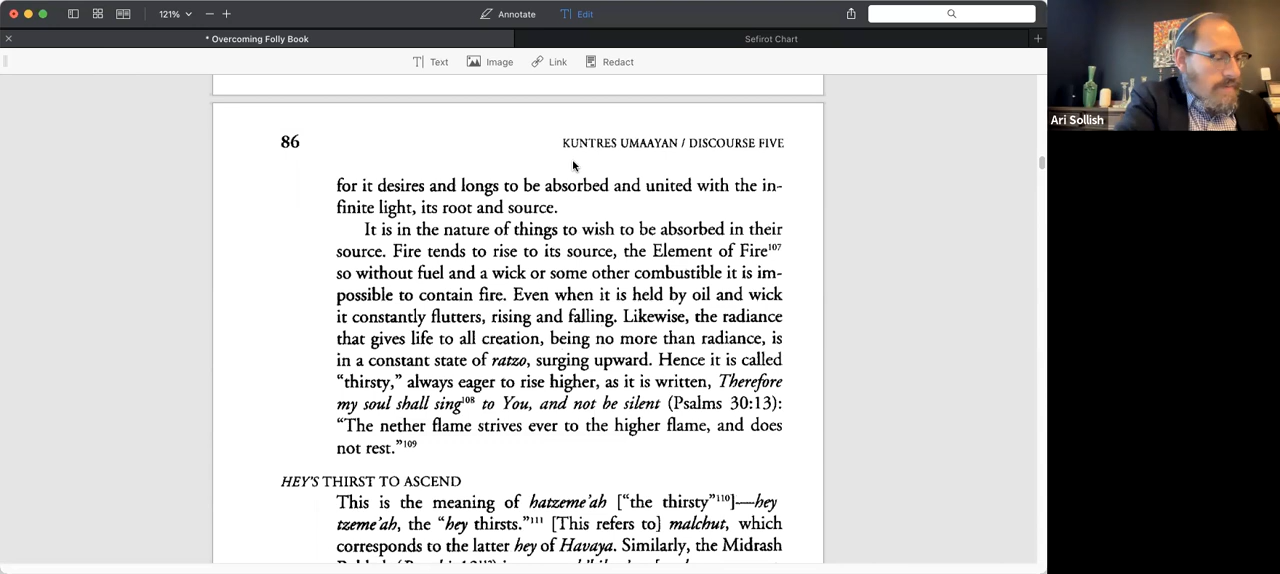 121%
Annotate
Edit
* Overcoming Folly Book
Sefirot Chart
Text
Image
Link
Redact
Ari Sollish
86
KUNTRES UMAAYAN / DISCOURSE FIVE
for it desires and longs to be absorbed and united with the in-
finite light, its root and source.
It is in the nature of things to wish to be absorbed in their
source. Fire tends to rise to its source, the Element of Fire¹⁰⁷
so without fuel and a wick or some other combustible it is im-
possible to contain fire. Even when it is held by oil and wick
it constantly flutters, rising and falling. Likewise, the radiance
that gives life to all creation, being no more than radiance, is
in a constant state of ratzo, surging upward. Hence it is called
“thirsty,” always eager to rise higher, as it is written, Therefore
my soul shall sing¹⁰⁸ to You, and not be silent (Psalms 30:13):
“The nether flame strives ever to the higher flame, and does
not rest.”¹⁰⁹
HEY'S THIRST TO ASCEND
This is the meaning of hatzeme'ah [“the thirsty”¹¹⁰]—hey
tzeme'ah, the “hey thirsts.”¹¹¹ [This refers to] malchut, which
corresponds to the latter hey of Havaya. Similarly, the Midrash